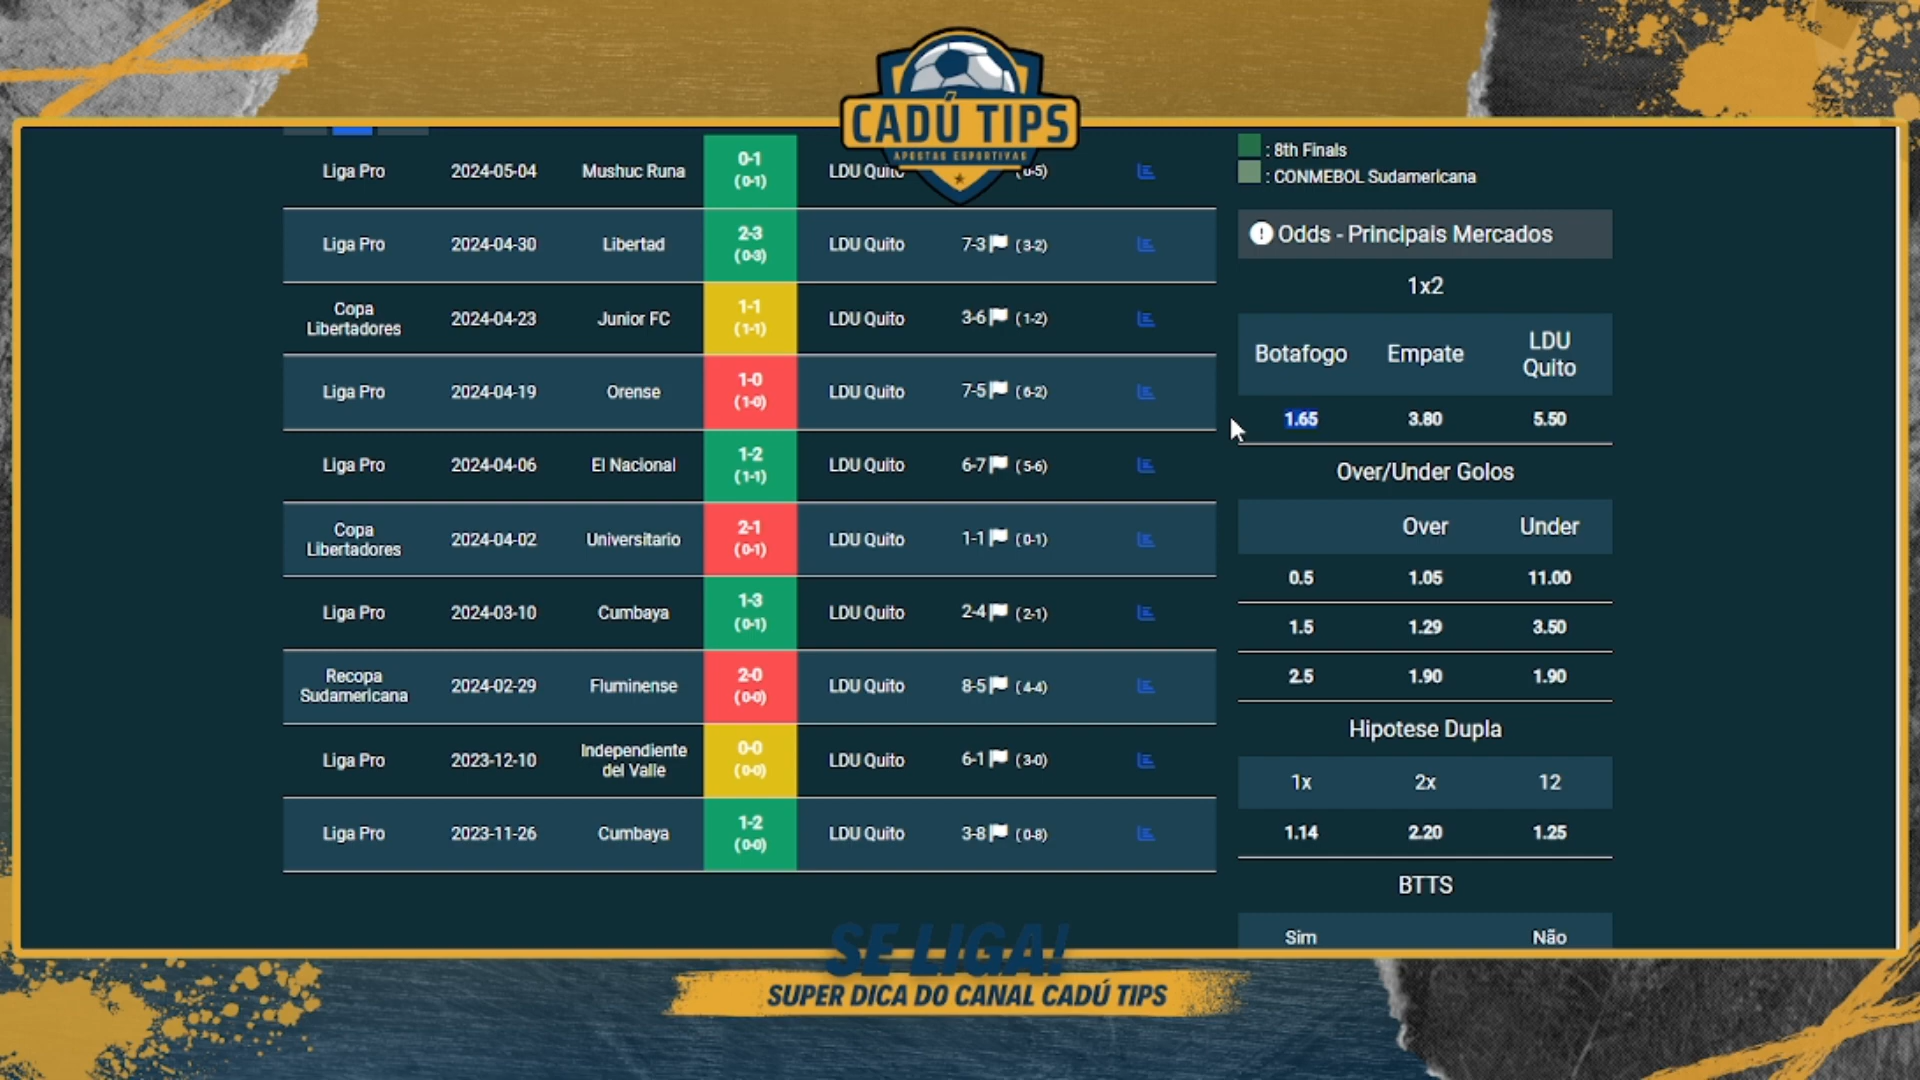 CADÚ TIPS
APOSTAS ESPORTIVAS
Liga Pro 2024-05-04 Mushuc Runa 0-1 (0-1) LDU Quito 0-5)
Liga Pro 2024-04-30 Libertad 2-3 (0-3) LDU Quito 7-3 (3-2)
Copa Libertadores 2024-04-23 Junior FC 1-1 (1-1) LDU Quito 3-6 (1-2)
Liga Pro 2024-04-19 Orense 1-0 (1-0) LDU Quito 7-5 (6-2)
Liga Pro 2024-04-06 El Nacional 1-2 (1-1) LDU Quito 6-7 (5-6)
Copa Libertadores 2024-04-02 Universitario 2-1 (0-1) LDU Quito 1-1 (0-1)
Liga Pro 2024-03-10 Cumbaya 1-3 (0-1) LDU Quito 2-4 (2-1)
Recopa Sudamericana 2024-02-29 Fluminense 2-0 (0-0) LDU Quito 8-5 (4-4)
Liga Pro 2023-12-10 Independiente del Valle 0-0 (0-0) LDU Quito 6-1 (3-0)
Liga Pro 2023-11-26 Cumbaya 1-2 (0-0) LDU Quito 3-8 (0-8)
: 8th Finals
: CONMEBOL Sudamericana
Odds - Principais Mercados
1x2
Botafogo Empate LDU Quito
1.65 3.80 5.50
Over/Under Golos
Over Under
0.5 1.05 11.00
1.5 1.29 3.50
2.5 1.90 1.90
Hipotese Dupla
1x 2x 12
1.14 2.20 1.25
BTTS
Sim Não
SE LIGA!
SUPER DICA DO CANAL CADÚ TIPS